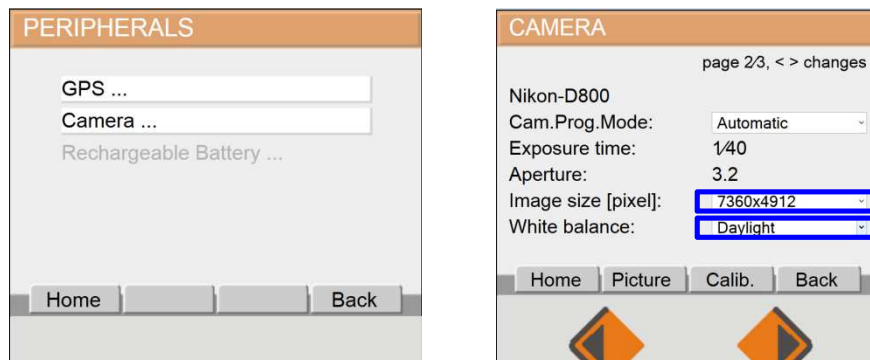 PERIPHERALS
GPS ...
Camera ...
Rechargeable Battery ...
Home Back
CAMERA
page 2/3, < > changes
Nikon-D800
Cam.Prog.Mode: Automatic
Exposure time: 1/40
Aperture: 3.2
Image size [pixel]: 7360x4912
White balance: Daylight
Home Picture Calib. Back